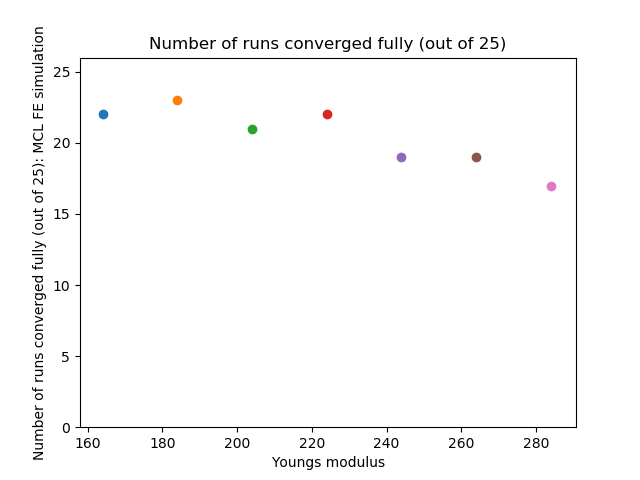 Number of runs converged fully (out of 25)
Number of runs converged fully (out of 25): MCL FE simulation
25
20
15
10
5
0
160 180 200 220 240 260 280
Youngs modulus